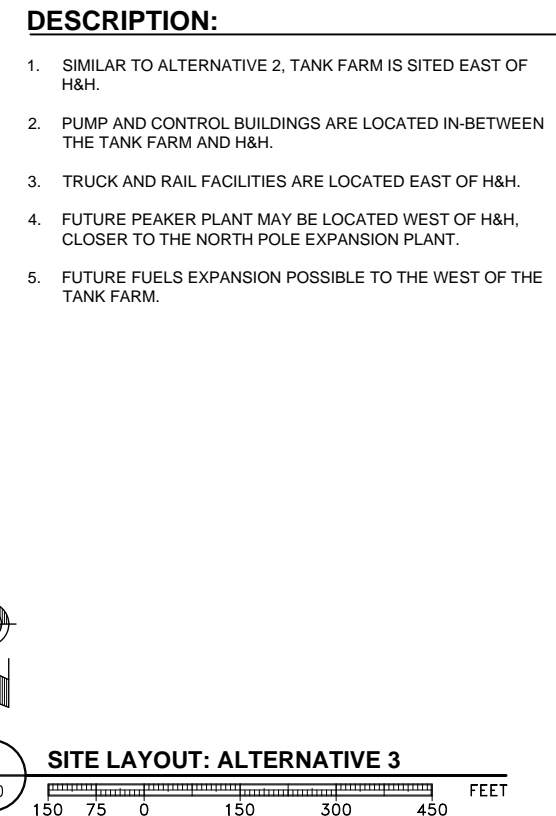 DESCRIPTION:
1. SIMILAR TO ALTERNATIVE 2, TANK FARM IS SITED EAST OF
H&H.
2. PUMP AND CONTROL BUILDINGS ARE LOCATED IN-BETWEEN
THE TANK FARM AND H&H.
3. TRUCK AND RAIL FACILITIES ARE LOCATED EAST OF H&H.
4. FUTURE PEAKER PLANT MAY BE LOCATED WEST OF H&H,
CLOSER TO THE NORTH POLE EXPANSION PLANT.
5. FUTURE FUELS EXPANSION POSSIBLE TO THE WEST OF THE
TANK FARM.
SITE LAYOUT: ALTERNATIVE 3
FEET
150 75 0 150 300 450